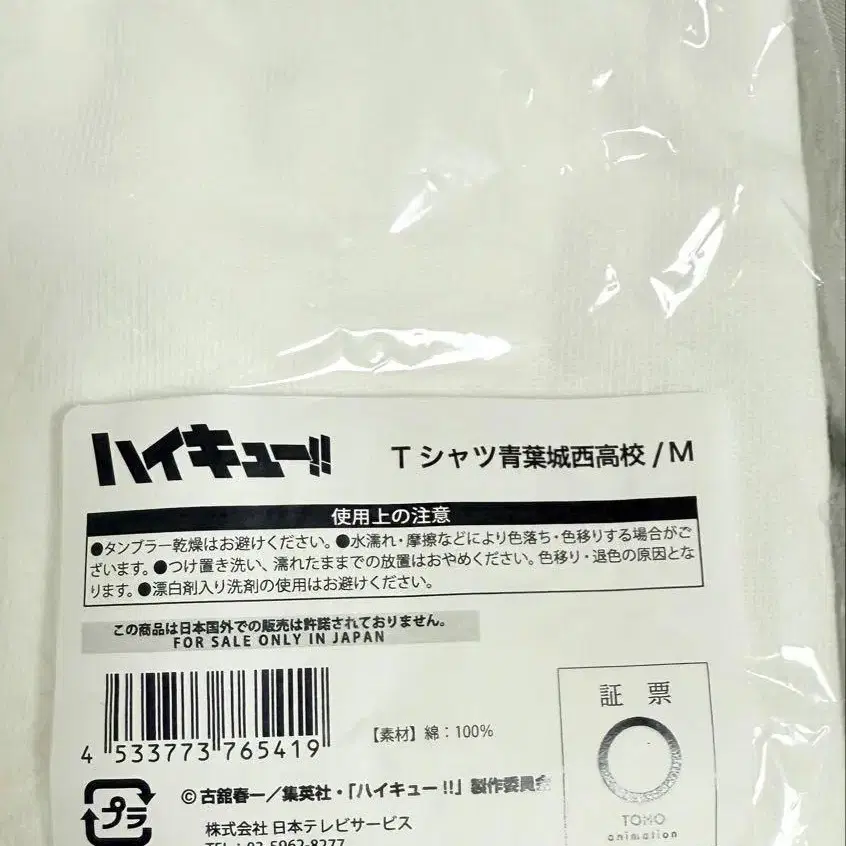 ハイキュー!!
Tシャツ青葉城西高校/M
使用上の注意
●タンブラー乾燥はお避けください。●水濡れ・摩擦などにより色落ち・色移りする場合がご
ざいます。●つけ置き洗い、濡れたままでの放置はおやめください。色移り・退色の原因とな
ります。●漂白剤入り洗剤の使用はお避けください。
この商品は日本国外での販売は許諾されておりません。
FOR SALE ONLY IN JAPAN
4 533773 765419
【素材】綿:100%
証票
TOHO
animation
プラ
©古舘春一/集英社・「ハイキュー!!」製作委員会
株式会社 日本テレビサービス
TEL:03-5962-8277